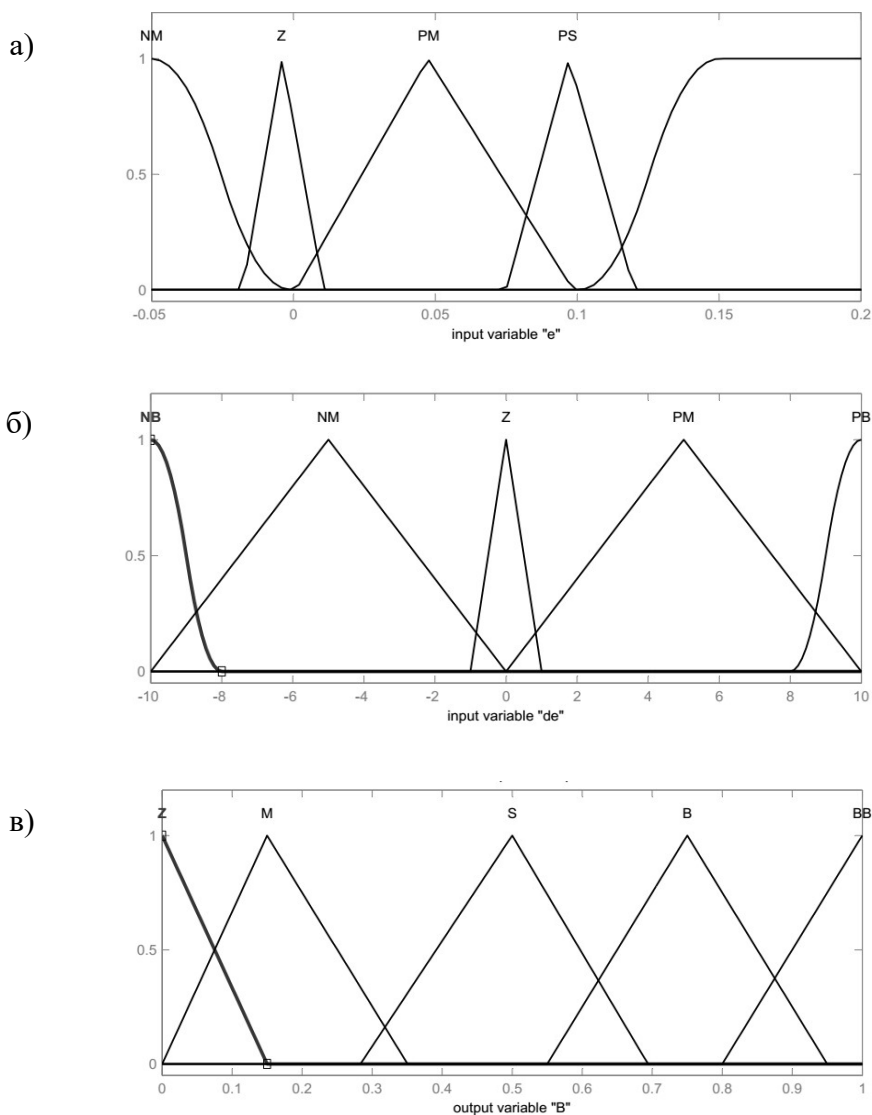 а)
NM Z PM PS
1
0.5
0
-0.05 0 0.05 0.1 0.15 0.2
input variable "e"
б)
NB NM Z PM PB
1
0.5
0
-10 -8 -6 -4 -2 0 2 4 6 8 10
input variable "de"
в)
Z M S B BB
1
0.5
0
0 0.1 0.2 0.3 0.4 0.5 0.6 0.7 0.8 0.9 1
output variable "B"